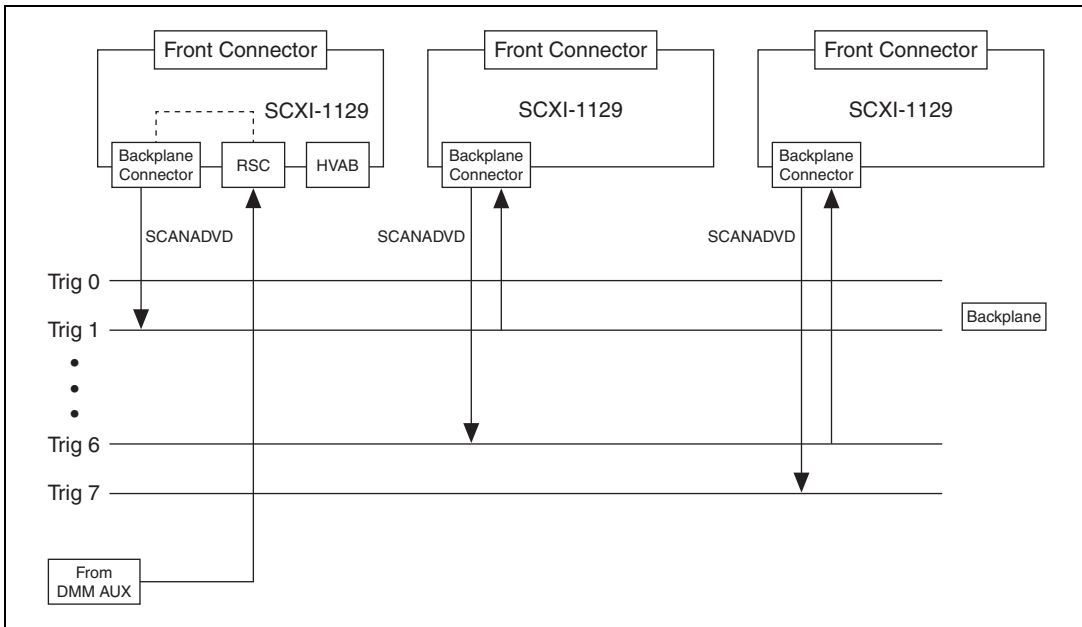 Front Connector
Front Connector
Front Connector
SCXI-1129
SCXI-1129
SCXI-1129
Backplane
Connector
RSC
HVAB
Backplane
Connector
Backplane
Connector
SCANADVD
SCANADVD
SCANADVD
Trig 0
Trig 1
Backplane
Trig 6
Trig 7
From
DMM AUX